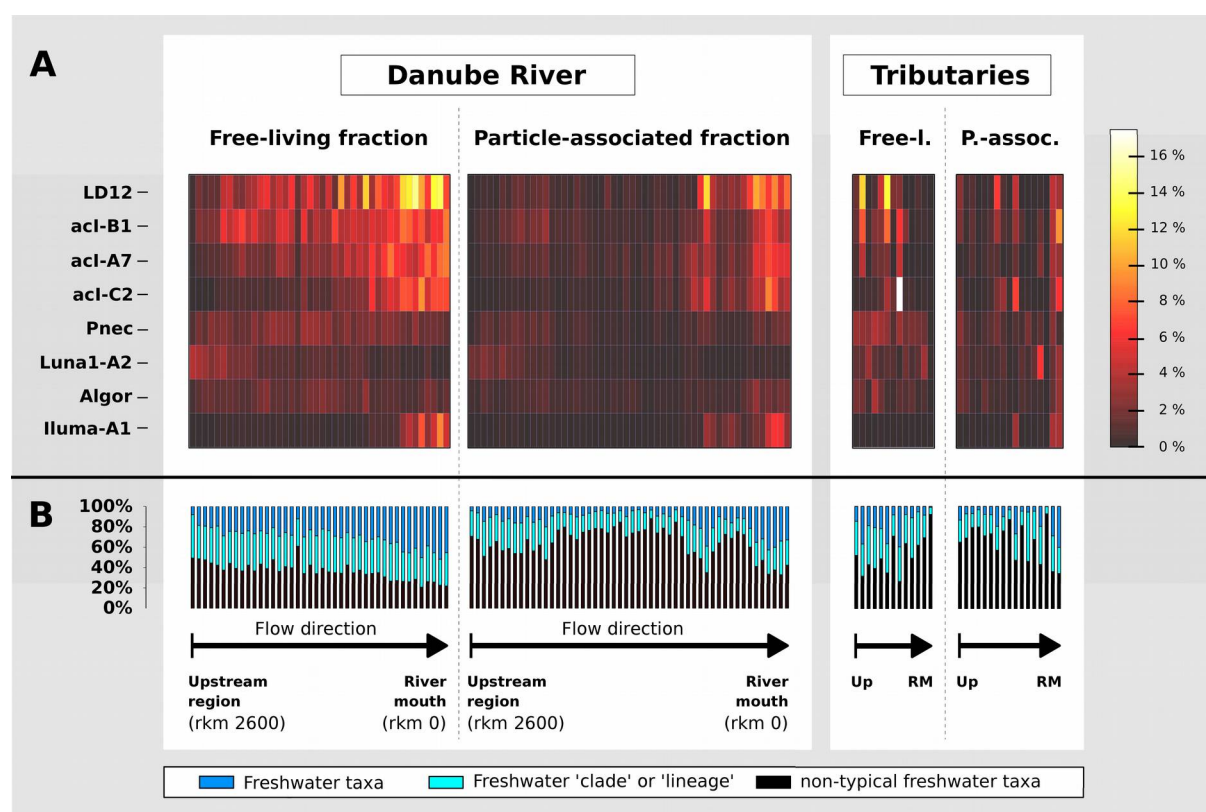 A
Danube River
Tributaries
Free-living fraction
Particle-associated fraction
Free-l.
P.-assoc.
LD12
acI-B1
acI-A7
acI-C2
Pnec
Luna1-A2
Algor
Iluma-A1
16 %
14 %
12 %
10 %
8 %
6 %
4 %
2 %
0 %
B
100%
80%
60%
40%
20%
0%
Flow direction
Flow direction
Upstream region (rkm 2600)
River mouth (rkm 0)
Upstream region (rkm 2600)
River mouth (rkm 0)
Up
RM
Up
RM
Freshwater taxa
Freshwater 'clade' or 'lineage'
non-typical freshwater taxa